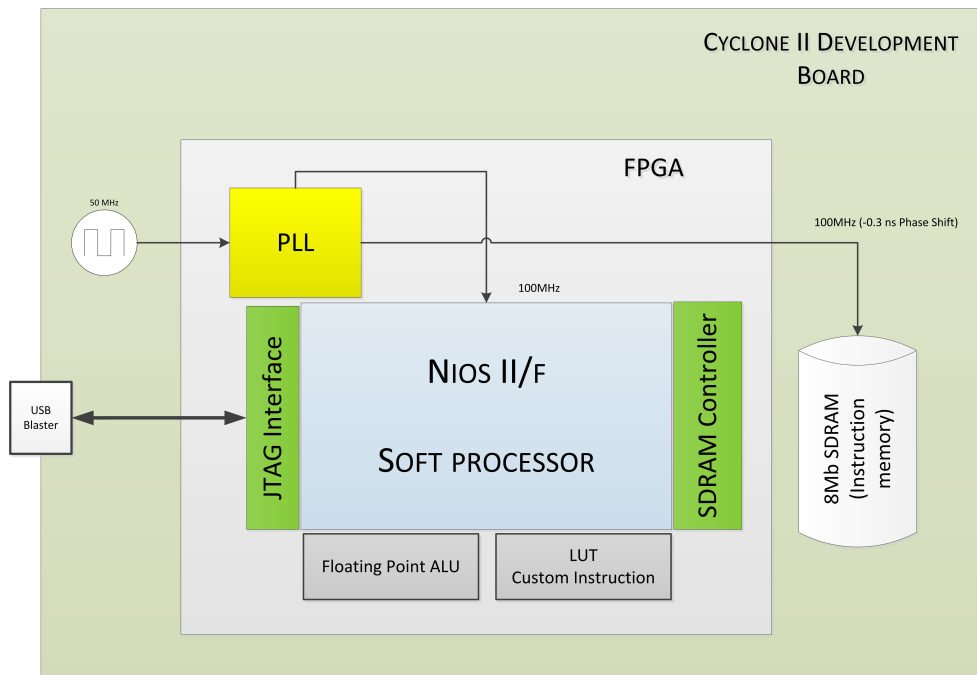 CYCLONE II DEVELOPMENT
BOARD
FPGA
50 MHz
PLL
100MHz (-0.3 ns Phase Shift)
100MHz
JTAG Interface
NIOS II/F
SOFT PROCESSOR
SDRAM Controller
8Mb SDRAM
(Instruction
memory)
USB
Blaster
Floating Point ALU
LUT
Custom Instruction